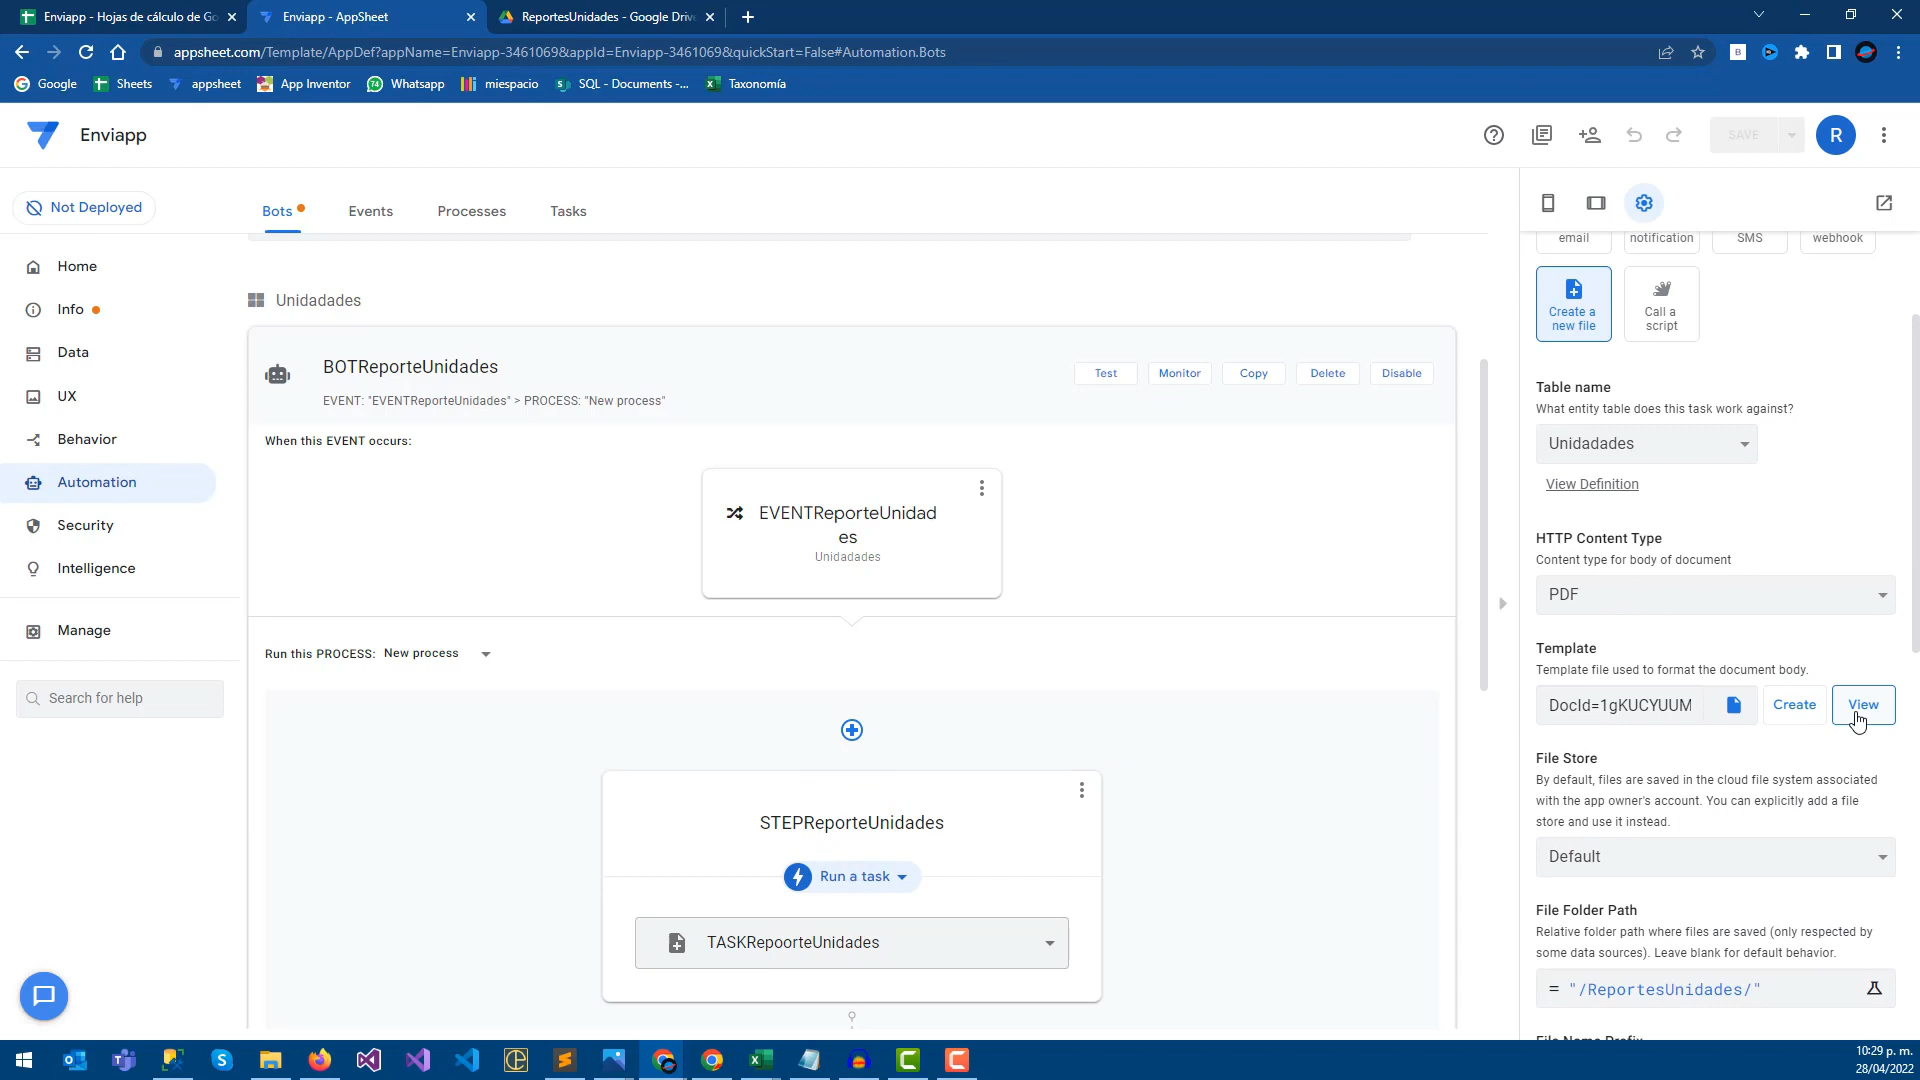 Enviapp - Hojas de cálculo de Go
Enviapp - AppSheet
ReportesUnidades - Google Drive
appsheet.com/Template/AppDef?appName=Enviapp-3461069&appId=Enviapp-3461069&quickStart=False#Automation.Bots
Google
Sheets
appsheet
App Inventor
Whatsapp
miespacio
SQL - Documents -...
Taxonomía
Enviapp
SAVE
R
Not Deployed
Bots
Events
Processes
Tasks
Home
Info
Data
UX
Behavior
Automation
Security
Intelligence
Manage
Search for help
Unidadades
BOTReporteUnidades
EVENT: "EVENTReporteUnidades" > PROCESS: "New process"
Test
Monitor
Copy
Delete
Disable
When this EVENT occurs:
EVENTReporteUnidad
es
Unidadades
Run this PROCESS: New process
STEPReporteUnidades
Run a task
TASKRepoorteUnidades
email
notification
SMS
webhook
Create a
new file
Call a
script
Table name
What entity table does this task work against?
Unidadades
View Definition
HTTP Content Type
Content type for body of document
PDF
Template
Template file used to format the document body.
DocId=1gKUCYUUM
Create
View
File Store
By default, files are saved in the cloud file system associated
with the app owner's account. You can explicitly add a file
store and use it instead.
Default
File Folder Path
Relative folder path where files are saved (only respected by
some data sources). Leave blank for default behavior.
= "/ReportesUnidades/"
File Name Prefix
10:29 p. m.
28/04/2022